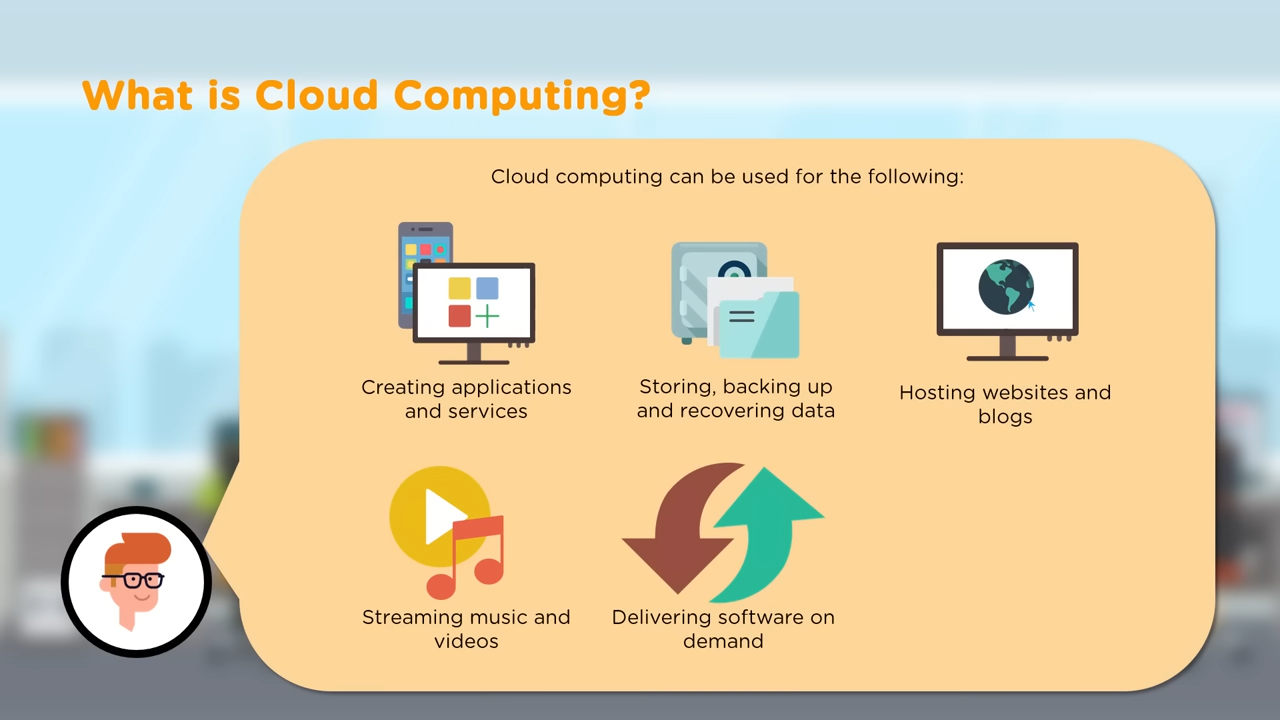 What is Cloud Computing?
Cloud computing can be used for the following:
Creating applications
and services
Storing, backing up
and recovering data
Hosting websites and
blogs
Streaming music and
videos
Delivering software on
demand